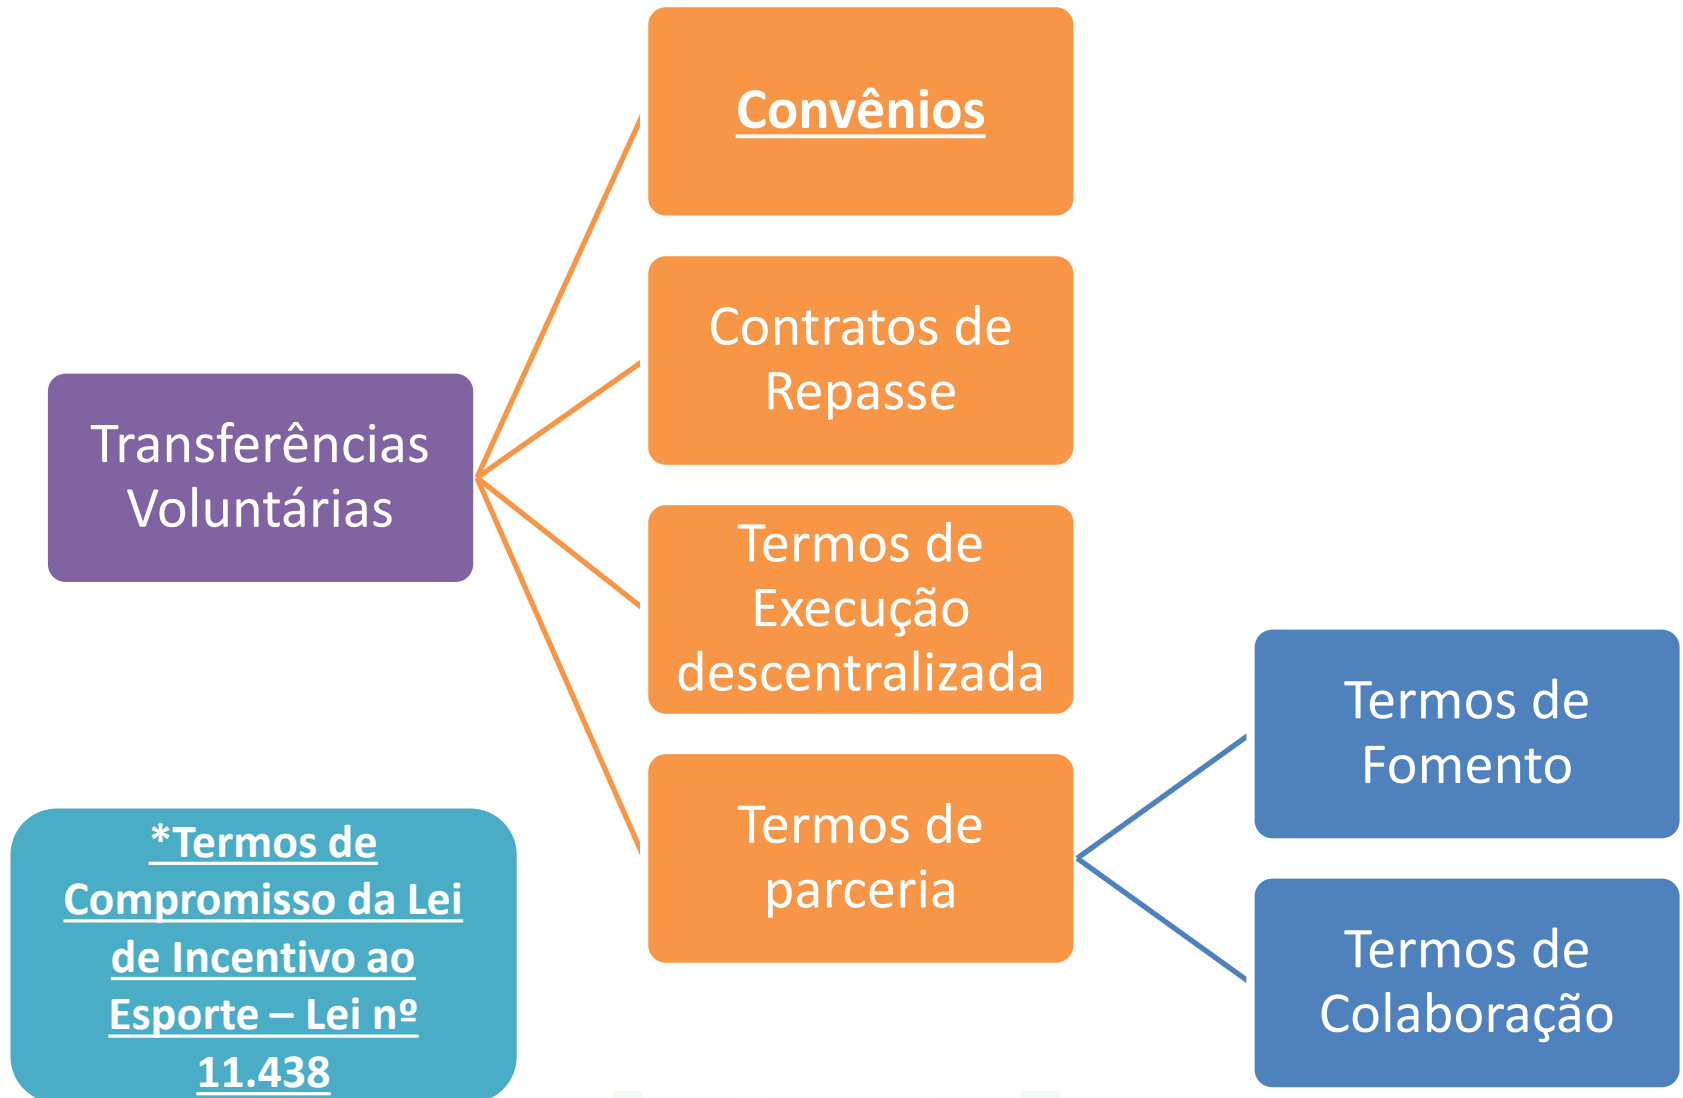 Convênios
Contratos de
Repasse
Transferências
Voluntárias
Termos de
Execução
descentralizada
Termos de
parceria
Termos de
Fomento
Termos de
Colaboração
*Termos de
Compromisso da Lei
de Incentivo ao
Esporte – Lei nº
11.438